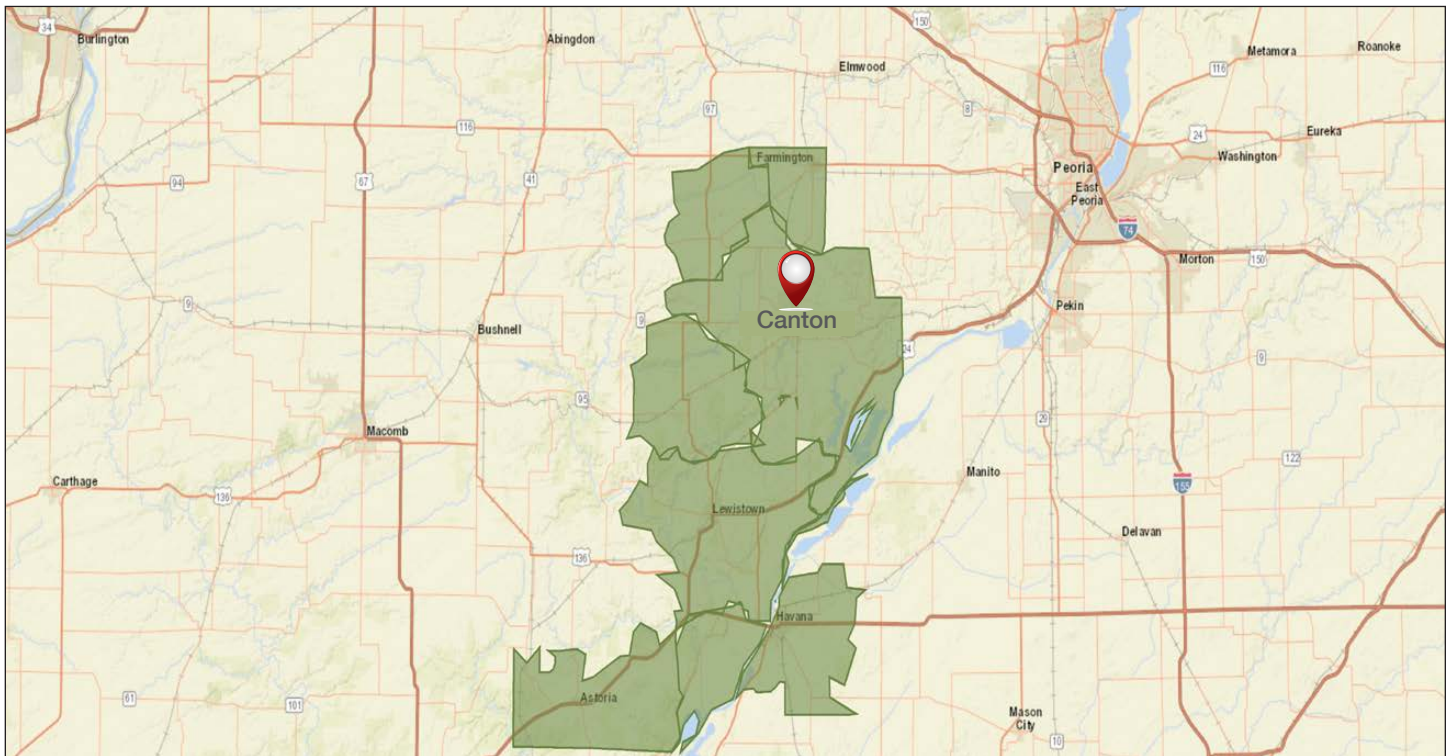 150
34
Burlington
Abingdon
Metamora
Roanoke
Elmwood
116
97
8
116
24
Eureka
Farmington
Washington
Peoria
94
67
41
East
Peoria
74
Morton
150
9
Pekin
9
Canton
Bushnell
24
9
95
29
Macomb
122
Manito
Carthage
136
155
Lewistown
Delavan
136
Havana
61
Astoria
101
Mason
City
10